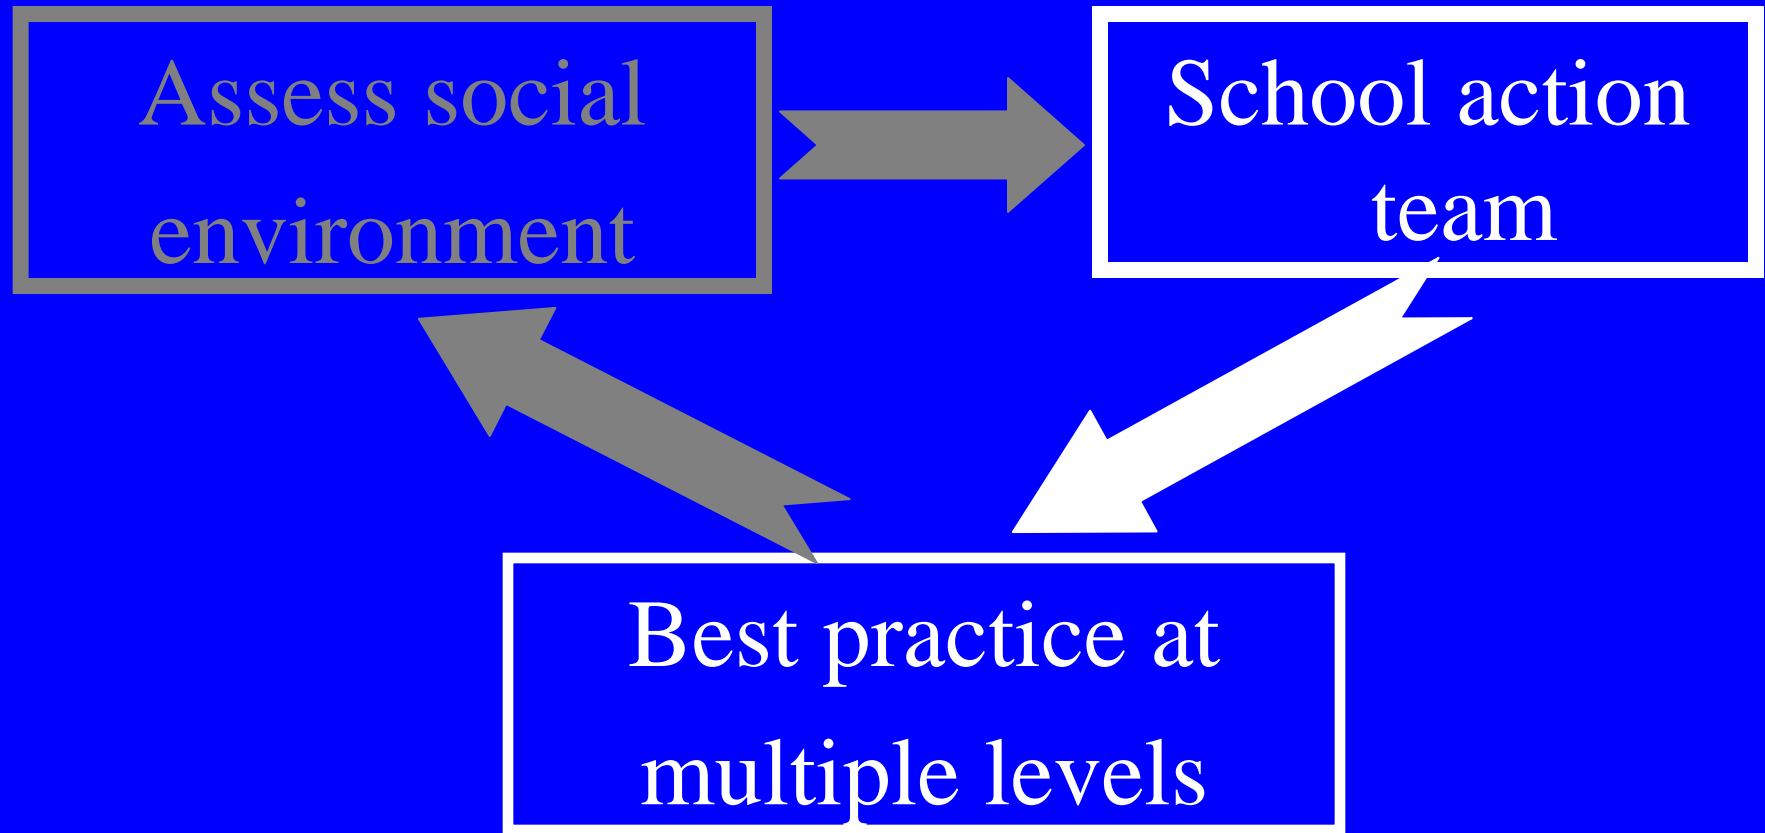 Assess social
environment
School action
team
Best practice at
multiple levels